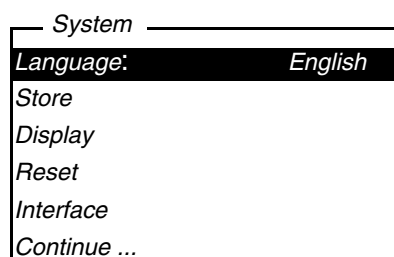 System
Language: English
Store
Display
Reset
Interface
Continue ...